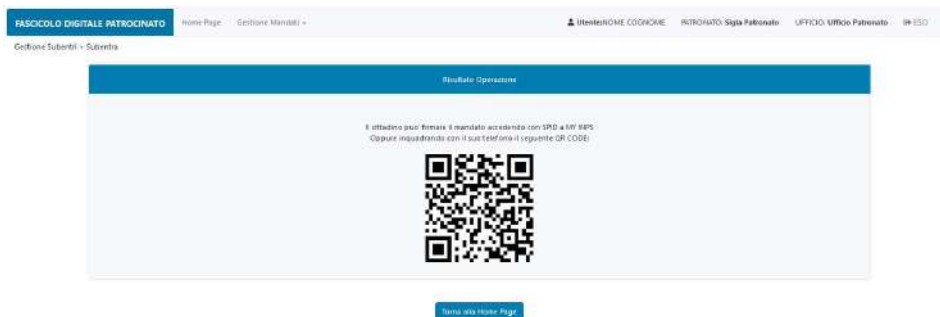 FASCICOLO DIGITALE PATROCINATO Home Page Gestione Mandati Utente:NOME COGNOME PATRONATO: Sigla Patronato UFFICIO: Ufficio Patronato ESCI
Gestione Subentri > Subentra
Risultato Operazione
Il cittadino puo' firmare il mandato accedendo con SPID a MY INPS
Oppure inquadrando con il suo telefono il seguente QR CODE:
Torna alla Home Page